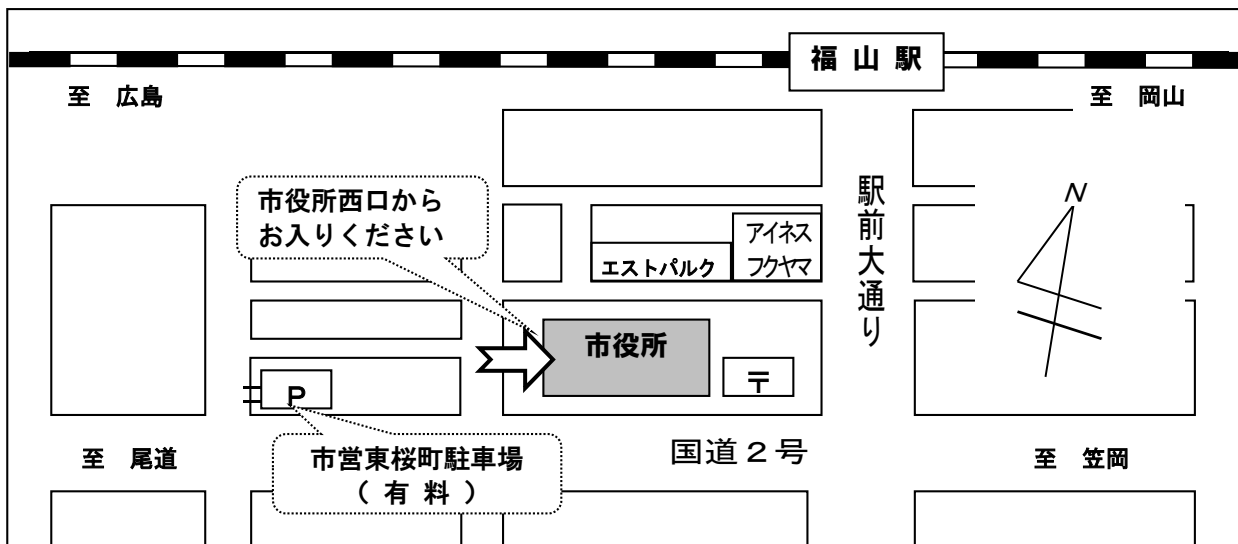 福 山 駅
至 広島
至 岡山
市役所西口から
お入りください
駅前大通り
N
アイネス
フクヤマ
エストパルク
市役所
〒
P
至 尾道
市営東桜町駐車場
( 有 料 )
国道2号
至 笠岡